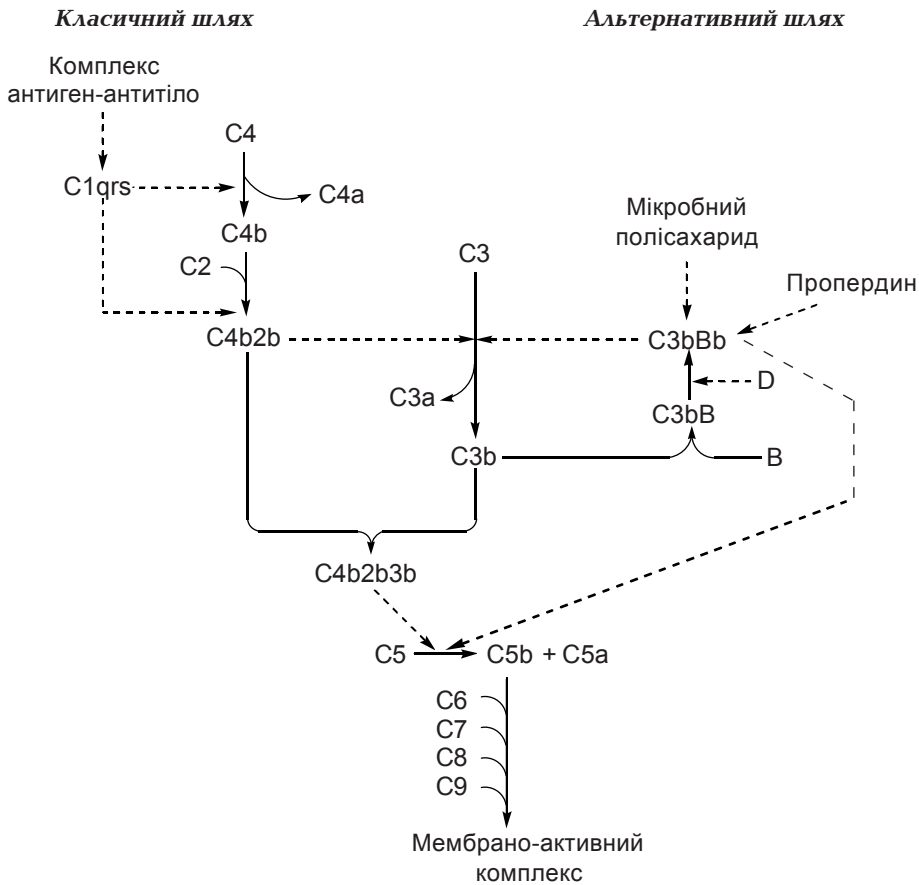 Класичний шлях
Альтернативний шлях
Комплекс
антиген-антитіло
C4
C1qrs
C4a
Мікробний
полісахарид
C4b
C3
C2
Пропердин
C4b2b
C3bBb
D
C3a
C3bB
C3b
B
C4b2b3b
C5
C5b + C5a
C6
C7
C8
C9
Мембрано-активний
комплекс